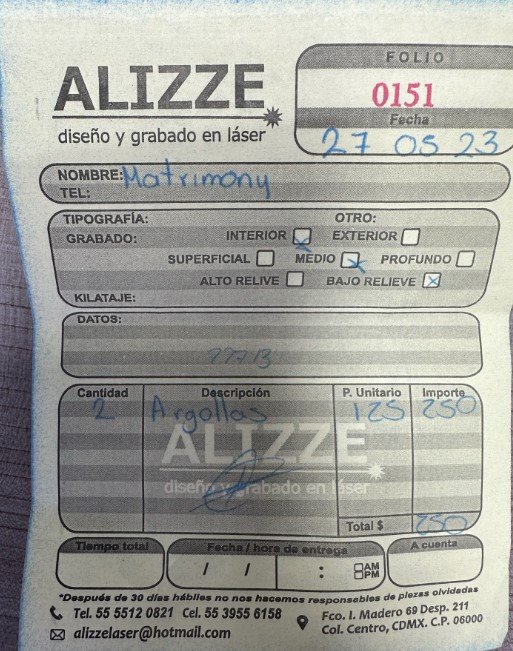 FOLIO
ALIZZE
0151
diseño y grabado en láser
Fecha
27 05 23
NOMBRE: Matrimony
TEL:
TIPOGRAFÍA: OTRO:
GRABADO: INTERIOR EXTERIOR
SUPERFICIAL MEDIO PROFUNDO
ALTO RELIVE BAJO RELIEVE
KILATAJE:
DATOS:
Cantidad Descripción P. Unitario Importe
2 Argollas 125 250
ALIZZE
diseño y grabado en láser
Total $ 250
Tiempo total Fecha / hora de entrega A cuenta
/ / : AM
PM
*Después de 30 días hábiles no nos hacemos responsables de piezas olvidadas
Tel. 55 5512 0821 Cel. 55 3955 6158
alizzelaser@hotmail.com
Fco. I. Madero 69 Desp. 211
Col. Centro, CDMX. C.P. 06000